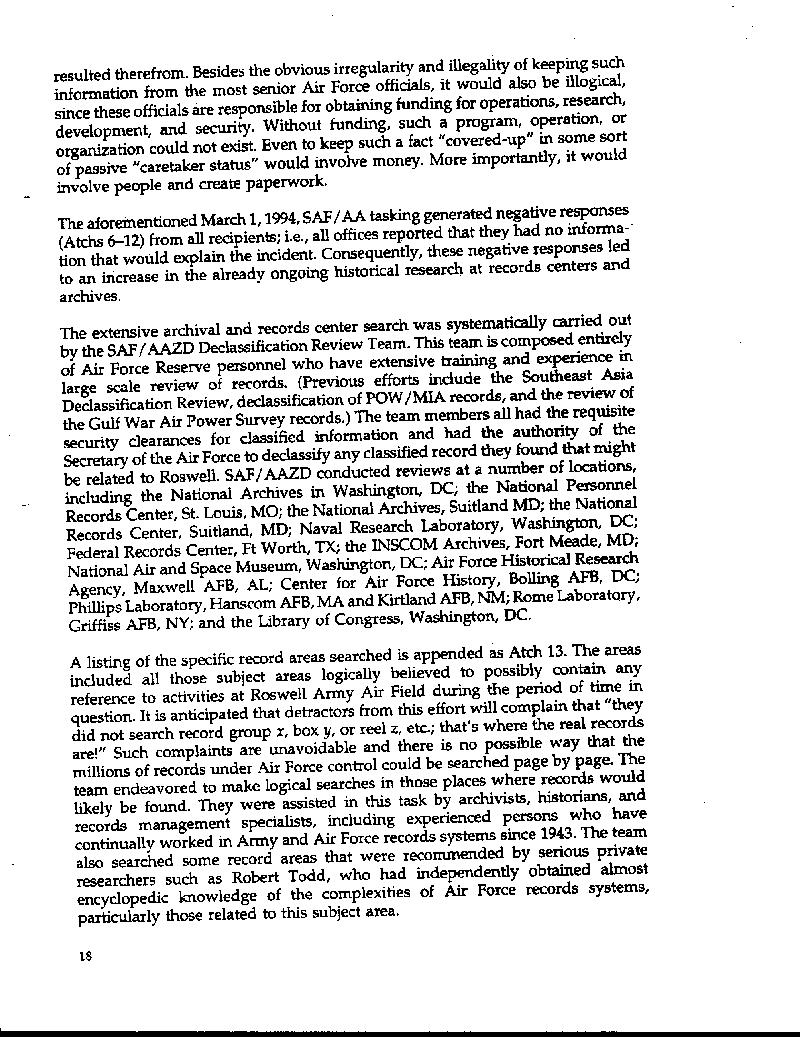 resulted therefrom. Besides the obvious irregularity and illegality of keeping such
information from the most senior Air Force officials, it would also be illogical,
since these officials are responsible for obtaining funding for operations, research,
development, and security. Without funding, such a program, operation, or
organization could not exist. Even to keep such a fact "covered-up" in some sort
of passive "caretaker status" would involve money. More importantly, it would
involve people and create paperwork.
The aforementioned March 1, 1994, SAF/AA tasking generated negative responses
(Atchs 6–12) from all recipients; i.e., all offices reported that they had no informa-
tion that would explain the incident. Consequently, these negative responses led
to an increase in the already ongoing historical research at records centers and
archives.
The extensive archival and records center search was systematically carried out
by the SAF/AAZD Declassification Review Team. This team is composed entirely
of Air Force Reserve personnel who have extensive training and experience in
large scale review of records. (Previous efforts include the Southeast Asia
Declassification Review, declassification of POW/MIA records, and the review of
the Gulf War Air Power Survey records.) The team members all had the requisite
security clearances for classified information and had the authority of the
Secretary of the Air Force to declassify any classified record they found that might
be related to Roswell. SAF/AAZD conducted reviews at a number of locations,
including the National Archives in Washington, DC; the National Personnel
Records Center, St. Louis, MO; the National Archives, Suitland MD; the National
Records Center, Suitland, MD; Naval Research Laboratory, Washington, DC;
Federal Records Center, Ft Worth, TX; the INSCOM Archives, Fort Meade, MD;
National Air and Space Museum, Washington, DC; Air Force Historical Research
Agency, Maxwell AFB, AL; Center for Air Force History, Bolling AFB, DC;
Phillips Laboratory, Hanscom AFB, MA and Kirtland AFB, NM; Rome Laboratory,
Griffiss AFB, NY; and the Library of Congress, Washington, DC.
A listing of the specific record areas searched is appended as Atch 13. The areas
included all those subject areas logically believed to possibly contain any
reference to activities at Roswell Army Air Field during the period of time in
question. It is anticipated that detractors from this effort will complain that "they
did not search record group x, box y, or reel z, etc.; that's where the real records
are!" Such complaints are unavoidable and there is no possible way that the
millions of records under Air Force control could be searched page by page. The
team endeavored to make logical searches in those places where records would
likely be found. They were assisted in this task by archivists, historians, and
records management specialists, including experienced persons who have
continually worked in Army and Air Force records systems since 1943. The team
also searched some record areas that were recommended by serious private
researchers such as Robert Todd, who had independently obtained almost
encyclopedic knowledge of the complexities of Air Force records systems,
particularly those related to this subject area.
18